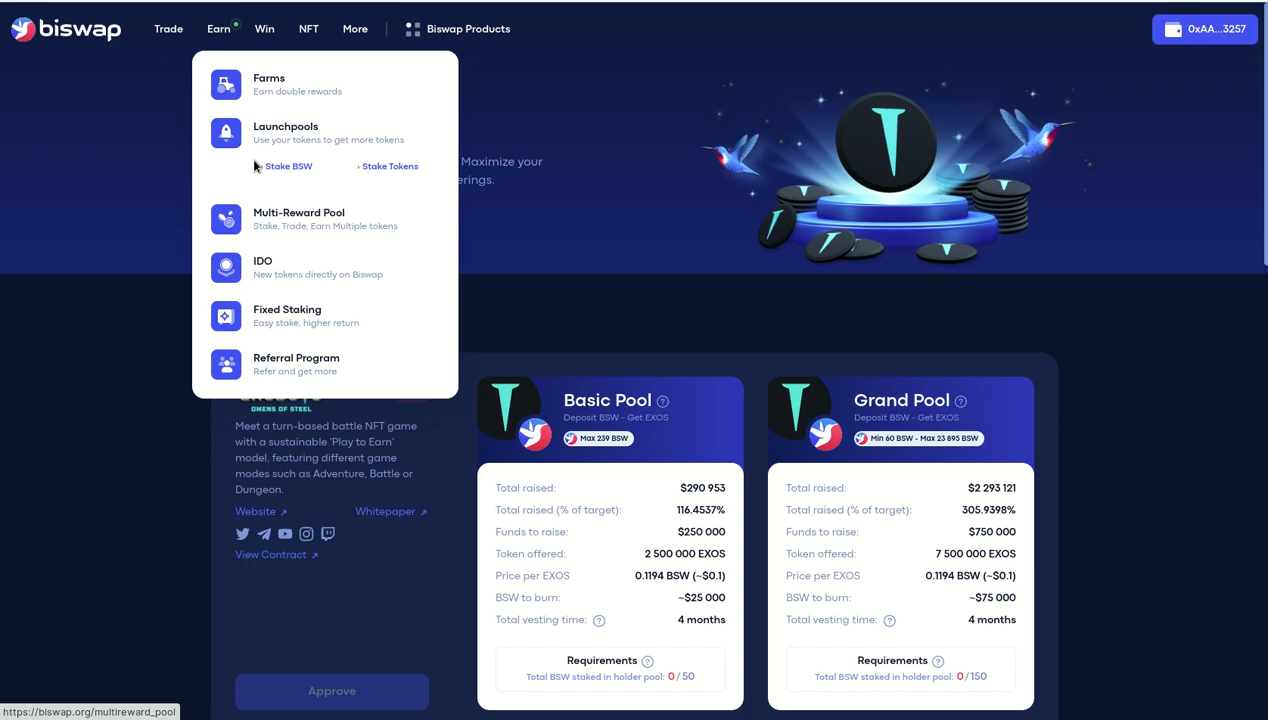 biswap
Trade
Earn
Win
NFT
More
Biswap Products
0xAA...3257
Farms
Earn double rewards
Launchpools
Use your tokens to get more tokens
Stake BSW
› Stake Tokens
Multi-Reward Pool
Stake, Trade, Earn Multiple tokens
IDO
New tokens directly on Biswap
Fixed Staking
Easy stake, higher return
Referral Program
Refer and get more
Maximize your
erings.
OMENS OF STEEL
Meet a turn-based battle NFT game
with a sustainable 'Play to Earn'
model, featuring different game
modes such as Adventure, Battle or
Dungeon.
Website ↗
Whitepaper ↗
View Contract ↗
Approve
Basic Pool ?
Deposit BSW - Get EXOS
Max 239 BSW
Total raised: $290 953
Total raised (% of target): 116.4537%
Funds to raise: $250 000
Token offered: 2 500 000 EXOS
Price per EXOS 0.1194 BSW (~$0.1)
BSW to burn: ~$25 000
Total vesting time: ? 4 months
Requirements ?
Total BSW staked in holder pool: 0 / 50
Grand Pool ?
Deposit BSW - Get EXOS
Min 60 BSW - Max 23 895 BSW
Total raised: $2 293 121
Total raised (% of target): 305.9398%
Funds to raise: $750 000
Token offered: 7 500 000 EXOS
Price per EXOS 0.1194 BSW (~$0.1)
BSW to burn: ~$75 000
Total vesting time: ? 4 months
Requirements ?
Total BSW staked in holder pool: 0 / 150
https://biswap.org/multireward_pool